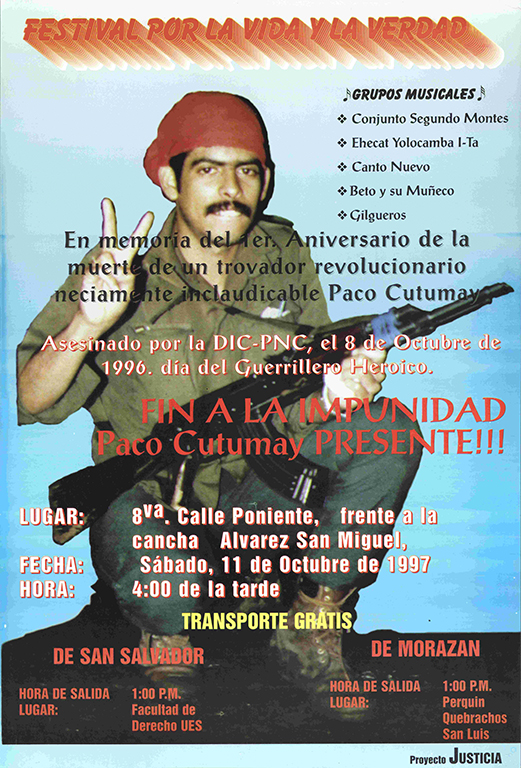 FESTIVAL POR LA VIDA Y LA VERDAD
GRUPOS MUSICALES
Conjunto Segundo Montes
Ehecat Yolocamba I-Ta
Canto Nuevo
Beto y su Muñeco
Gilgueros
En memoria del 1er. Aniversario de la
muerte de un trovador revolucionario
neciamente inclaudicable Paco Cutumay
Asesinado por la DIC-PNC, el 8 de Octubre de
1996. día del Guerrillero Heroico.
FIN A LA IMPUNIDAD
Paco Cutumay PRESENTE!!!
LUGAR: 8va. Calle Poniente, frente a la
cancha Alvarez San Miguel,
FECHA: Sábado, 11 de Octubre de 1997
HORA: 4:00 de la tarde
TRANSPORTE GRÁTIS
DE SAN SALVADOR
HORA DE SALIDA 1:00 P.M.
LUGAR: Facultad de
Derecho UES
DE MORAZAN
HORA DE SALIDA 1:00 P.M.
LUGAR: Perquin
Quebrachos
San Luis
Proyecto JUSTICIA